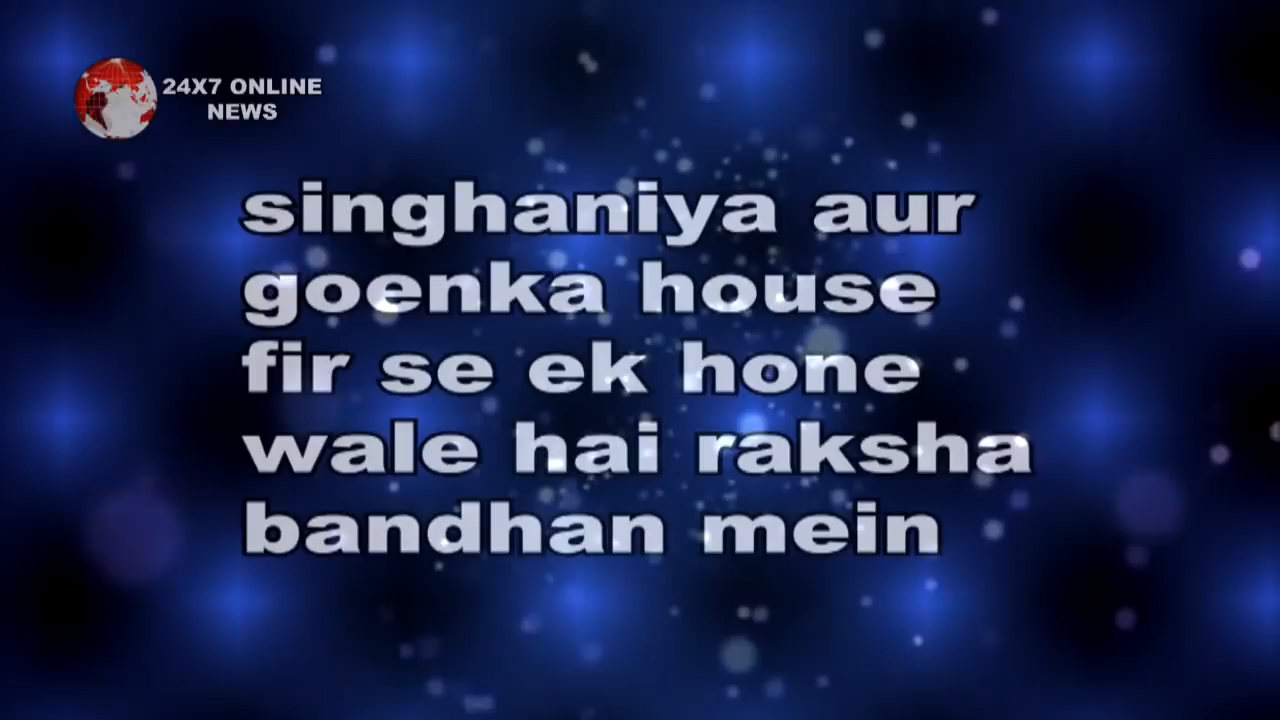 24X7 ONLINE
NEWS
singhaniya aur
goenka house
fir se ek hone
wale hai raksha
bandhan mein